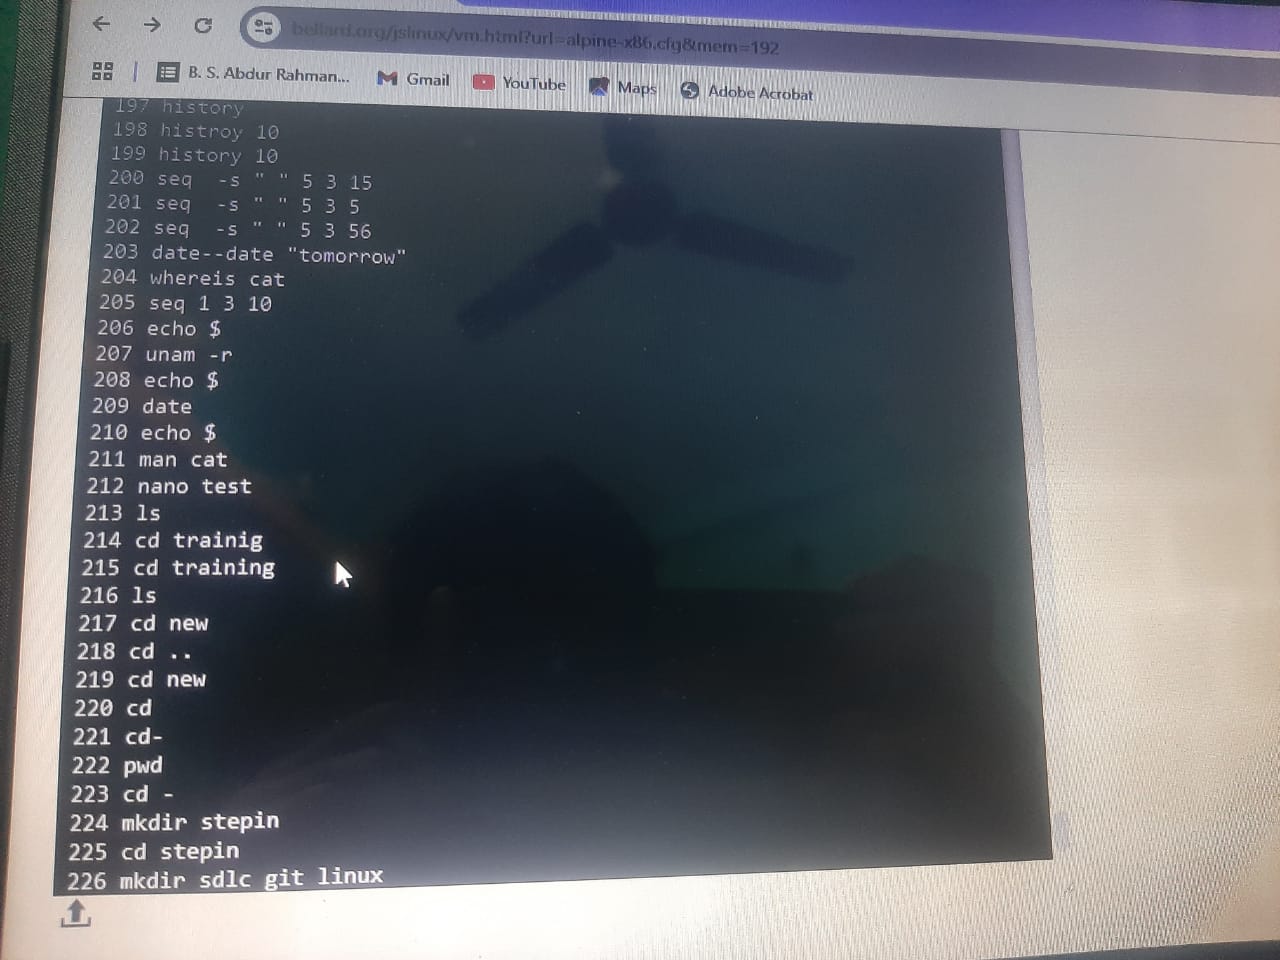 bellard.org/jslinux/vm.html?url=alpine-x86.cfg&mem=192
B. S. Abdur Rahman... Gmail YouTube Maps Adobe Acrobat
197 history
198 histroy 10
199 history 10
200 seq  -s " " 5 3 15
201 seq  -s " " 5 3 5
202 seq  -s " " 5 3 56
203 date--date "tomorrow"
204 whereis cat
205 seq 1 3 10
206 echo $
207 unam -r
208 echo $
209 date
210 echo $
211 man cat
212 nano test
213 ls
214 cd trainig
215 cd training
216 ls
217 cd new
218 cd ..
219 cd new
220 cd
221 cd-
222 pwd
223 cd -
224 mkdir stepin
225 cd stepin
226 mkdir sdlc git linux